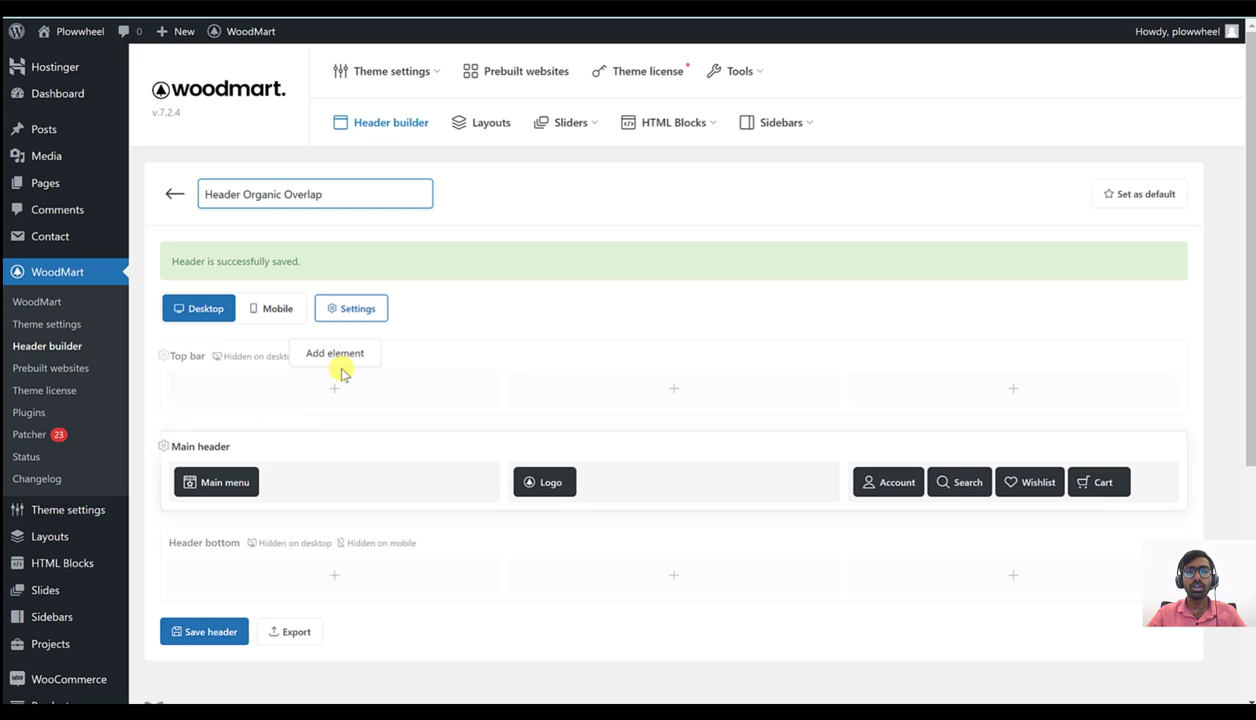 Plowwheel
0
New
WoodMart
Howdy, plowwheel
Hostinger
Dashboard
Posts
Media
Pages
Comments
Contact
WoodMart
WoodMart
Theme settings
Header builder
Prebuilt websites
Theme license
Plugins
Patcher 23
Status
Changelog
Theme settings
Layouts
HTML Blocks
Slides
Sidebars
Projects
WooCommerce
woodmart.
v.7.2.4
Theme settings
Prebuilt websites
Theme license
Tools
Header builder
Layouts
Sliders
HTML Blocks
Sidebars
Header Organic Overlap
Set as default
Header is successfully saved.
Desktop
Mobile
Settings
Add element
Top bar
Hidden on deskto
Main header
Main menu
Logo
Account
Search
Wishlist
Cart
Header bottom
Hidden on desktop
Hidden on mobile
Save header
Export